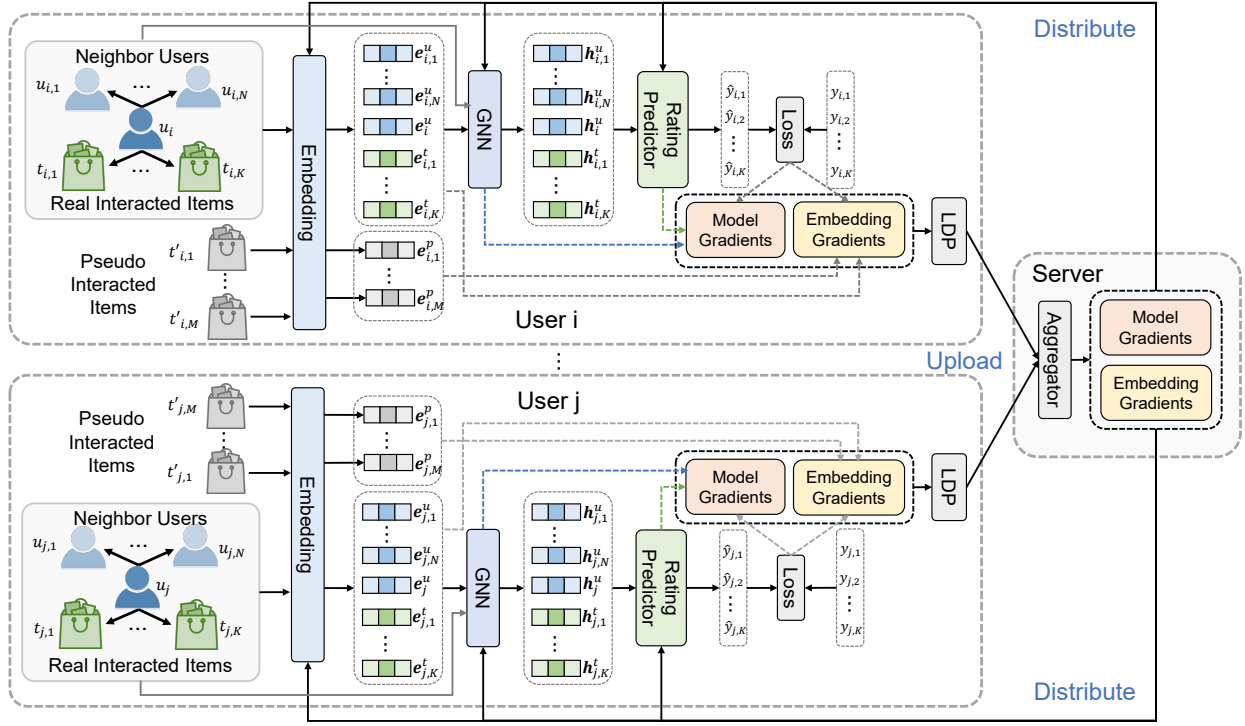 Distribute
Neighbor Users
u_{i,1}
...
u_{i,N}
u_i
t_{i,1}
...
t_{i,K}
Real Interacted Items
Pseudo
Interacted
Items
t'_{i,1}
⋮
t'_{i,M}
Embedding
e^u_{i,1}
⋮
e^u_{i,N}
e^u_i
e^t_{i,1}
⋮
e^t_{i,K}
e^p_{i,1}
⋮
e^p_{i,M}
GNN
h^u_{i,1}
⋮
h^u_{i,N}
h^u_i
h^t_{i,1}
⋮
h^t_{i,K}
Rating
Predictor
ŷ_{i,1}
ŷ_{i,2}
⋮
ŷ_{i,K}
Loss
y_{i,1}
y_{i,2}
⋮
y_{i,K}
Model
Gradients
Embedding
Gradients
LDP
User i
⋮
Upload
Server
Aggregator
Model
Gradients
Embedding
Gradients
User j
Pseudo
Interacted
Items
t'_{j,M}
⋮
t'_{j,1}
Neighbor Users
u_{j,1}
...
u_{j,N}
u_j
t_{j,1}
...
t_{j,K}
Real Interacted Items
Embedding
e^p_{j,1}
⋮
e^p_{j,M}
e^u_{j,1}
⋮
e^u_{j,N}
e^u_j
e^t_{j,1}
⋮
e^t_{j,K}
GNN
h^u_{j,1}
⋮
h^u_{j,N}
h^u_j
h^t_{j,1}
⋮
h^t_{j,K}
Rating
Predictor
Model
Gradients
Embedding
Gradients
LDP
ŷ_{j,1}
ŷ_{j,2}
⋮
ŷ_{j,K}
Loss
y_{j,1}
y_{j,2}
⋮
y_{j,K}
Distribute